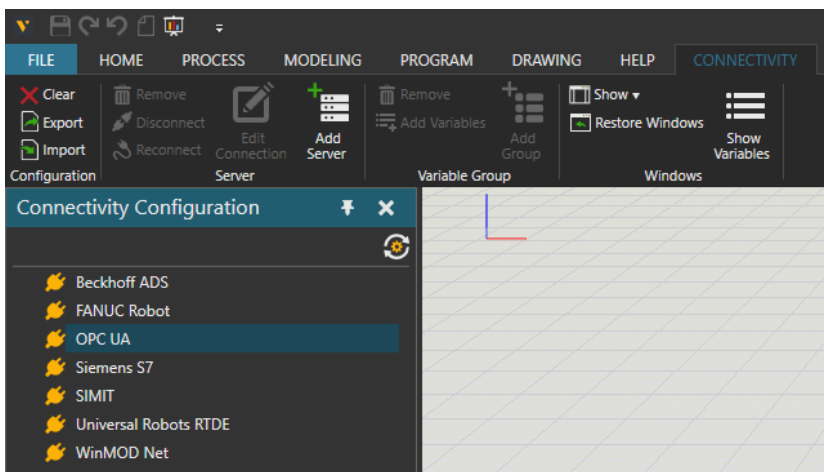 FILE HOME PROCESS MODELING PROGRAM DRAWING HELP CONNECTIVITY
Clear
Export
Import
Configuration
Remove
Disconnect
Reconnect
Edit
Connection
Add
Server
Server
Remove
Add Variables
Add
Group
Variable Group
Show
Restore Windows
Show
Variables
Windows
Connectivity Configuration
Beckhoff ADS
FANUC Robot
OPC UA
Siemens S7
SIMIT
Universal Robots RTDE
WinMOD Net